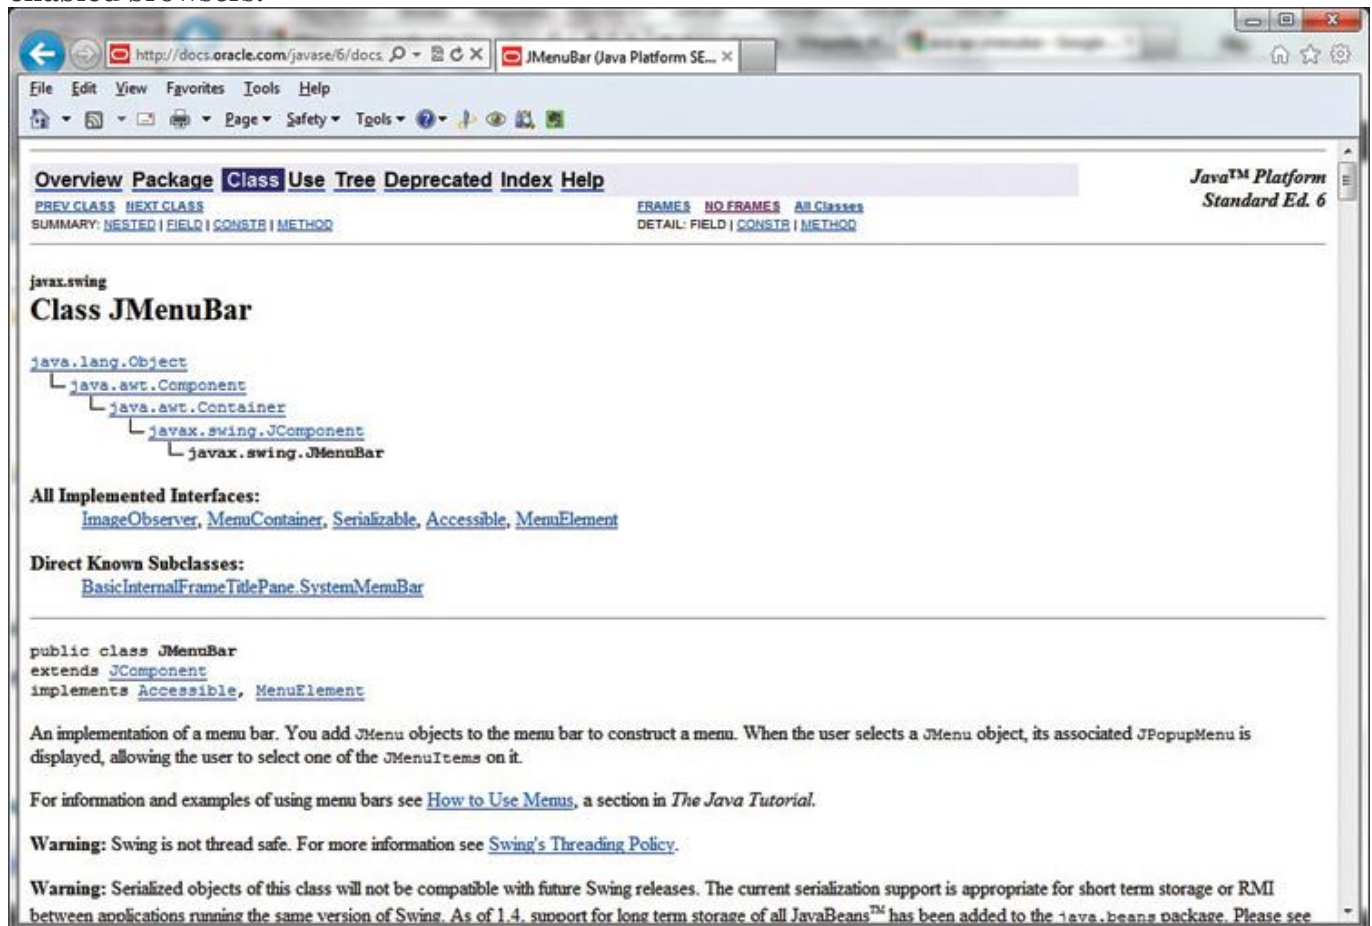 http://docs.oracle.com/javase/6/docs
JMenuBar (Java Platform SE...
File Edit View Favorites Tools Help
Page Safety Tools
Overview Package Class Use Tree Deprecated Index Help
Java™ Platform
Standard Ed. 6
PREV CLASS NEXT CLASS
FRAMES NO FRAMES All Classes
SUMMARY: NESTED | FIELD | CONSTR | METHOD
DETAIL: FIELD | CONSTR | METHOD
javax.swing
Class JMenuBar
java.lang.Object
java.awt.Component
java.awt.Container
javax.swing.JComponent
javax.swing.JMenuBar
All Implemented Interfaces:
ImageObserver, MenuContainer, Serializable, Accessible, MenuElement
Direct Known Subclasses:
BasicInternalFrameTitlePane.SystemMenuBar
public class JMenuBar
extends JComponent
implements Accessible, MenuElement
An implementation of a menu bar. You add JMenu objects to the menu bar to construct a menu. When the user selects a JMenu object, its associated JPopupMenu is
displayed, allowing the user to select one of the JMenuItems on it.
For information and examples of using menu bars see How to Use Menus, a section in The Java Tutorial.
Warning: Swing is not thread safe. For more information see Swing's Threading Policy.
Warning: Serialized objects of this class will not be compatible with future Swing releases. The current serialization support is appropriate for short term storage or RMI
between applications running the same version of Swing. As of 1.4, support for long term storage of all JavaBeans™ has been added to the java.beans package. Please see